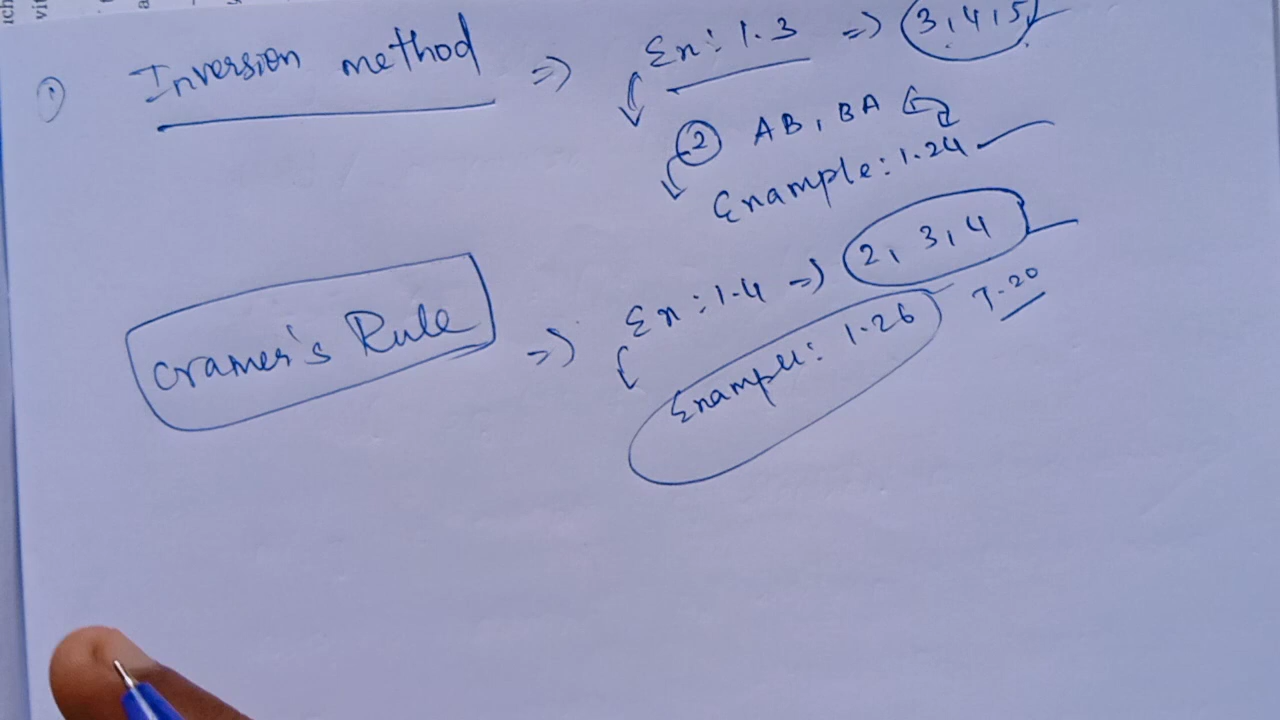 ① Inversion method => Ex: 1.3 => 3, 4, 5,
② AB, BA
Example: 1.24
Cramer's Rule => Ex: 1.4 => 2, 3, 4
Example: 1.26 T-20